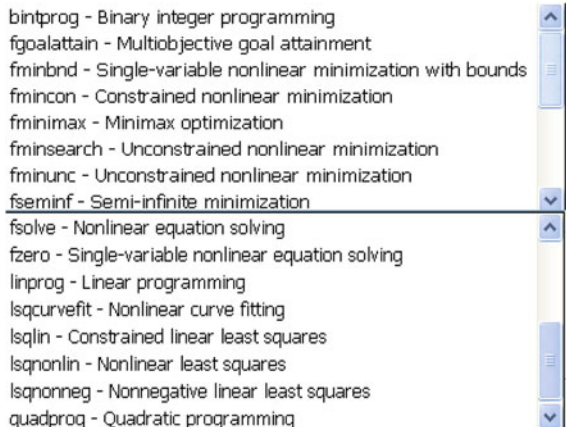 bintprog - Binary integer programming
fgoalattain - Multiobjective goal attainment
fminbnd - Single-variable nonlinear minimization with bounds
fmincon - Constrained nonlinear minimization
fminimax - Minimax optimization
fminsearch - Unconstrained nonlinear minimization
fminunc - Unconstrained nonlinear minimization
fseminf - Semi-infinite minimization
fsolve - Nonlinear equation solving
fzero - Single-variable nonlinear equation solving
linprog - Linear programming
lsqcurvefit - Nonlinear curve fitting
lsqlin - Constrained linear least squares
lsqnonlin - Nonlinear least squares
lsqnonneg - Nonnegative linear least squares
quadprog - Quadratic programming